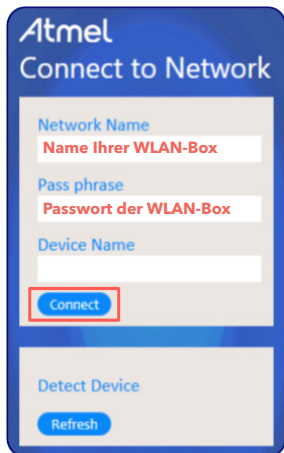 Atmel
Connect to Network
Network Name
Name Ihrer WLAN-Box
Pass phrase
Passwort der WLAN-Box
Device Name
Connect
Detect Device
Refresh